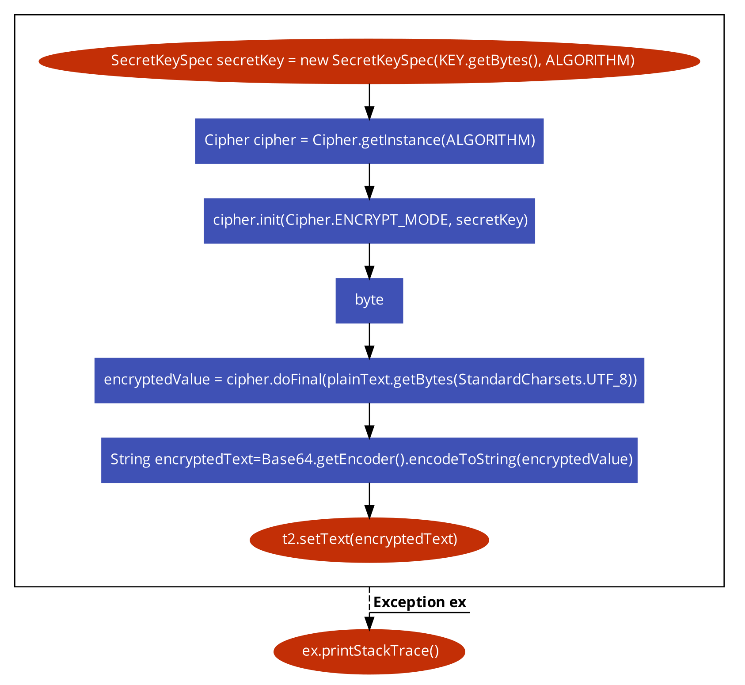 SecretKeySpec secretKey = new SecretKeySpec(KEY.getBytes(), ALGORITHM)
Cipher cipher = Cipher.getInstance(ALGORITHM)
cipher.init(Cipher.ENCRYPT_MODE, secretKey)
byte
encryptedValue = cipher.doFinal(plainText.getBytes(StandardCharsets.UTF_8))
String encryptedText=Base64.getEncoder().encodeToString(encryptedValue)
t2.setText(encryptedText)
Exception ex
ex.printStackTrace()